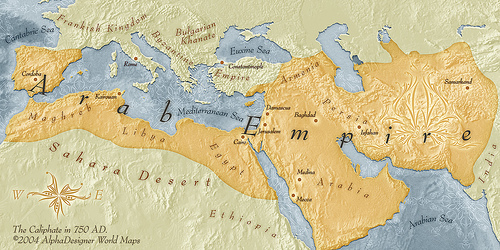 Cantabric Sea
Frankish Kingdom
Bulgarian
Khanate
Byzantine
Empire
Euxine Sea
Constantinople
Rome
Armenia
Samarkand
Cordoba
Arab Empire
Kairouan
Mediterranean Sea
Damascus
Baghdad
Persia
Isfahan
Jerusalem
Cairo
Maghreb
Libya
Egypt
Sahara Desert
Medina
Mecca
Arabia
India
Ethiopia
Arabian Sea
W E
The Caliphate in 750 AD.
©2004 AlphaDesigner World Maps